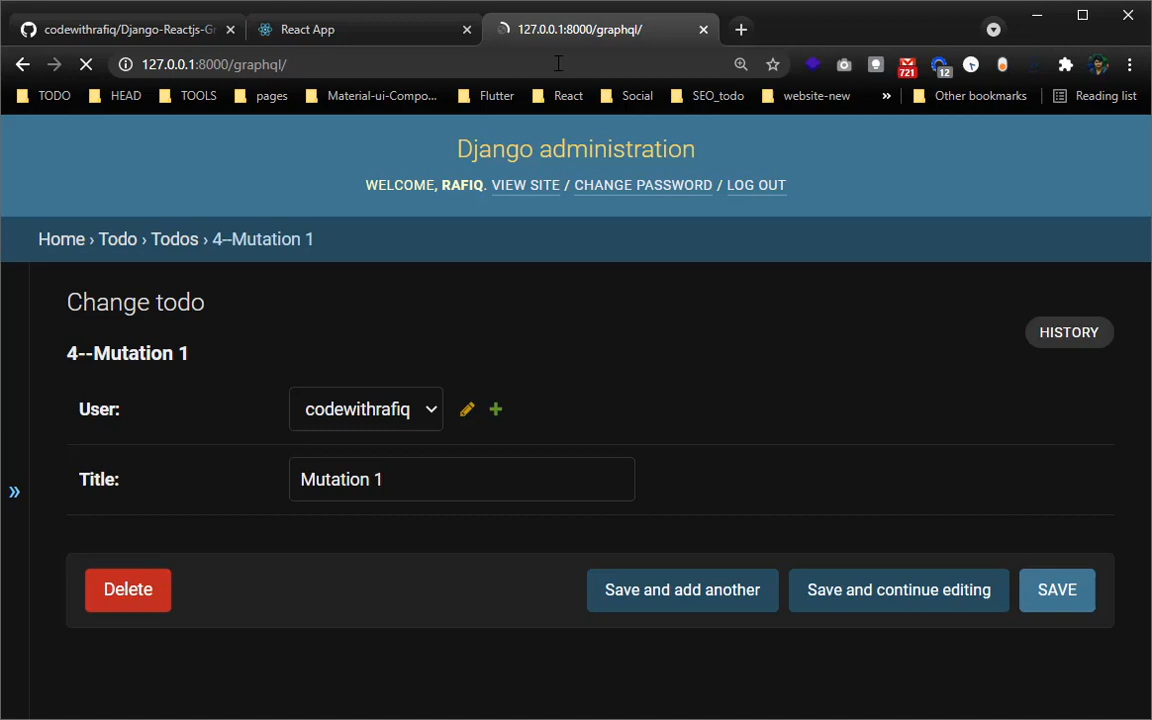 codewithrafiq/Django-Reactjs-Gr
React App
127.0.0.1:8000/graphql/
127.0.0.1:8000/graphql/
721
12
TODO
HEAD
TOOLS
pages
Material-ui-Compo...
Flutter
React
Social
SEO_todo
website-new
»
Other bookmarks
Reading list
Django administration
WELCOME, RAFIQ. VIEW SITE / CHANGE PASSWORD / LOG OUT
Home › Todo › Todos › 4--Mutation 1
Change todo
HISTORY
4--Mutation 1
User:
codewithrafiq
Title:
Mutation 1
»
Delete
Save and add another
Save and continue editing
SAVE